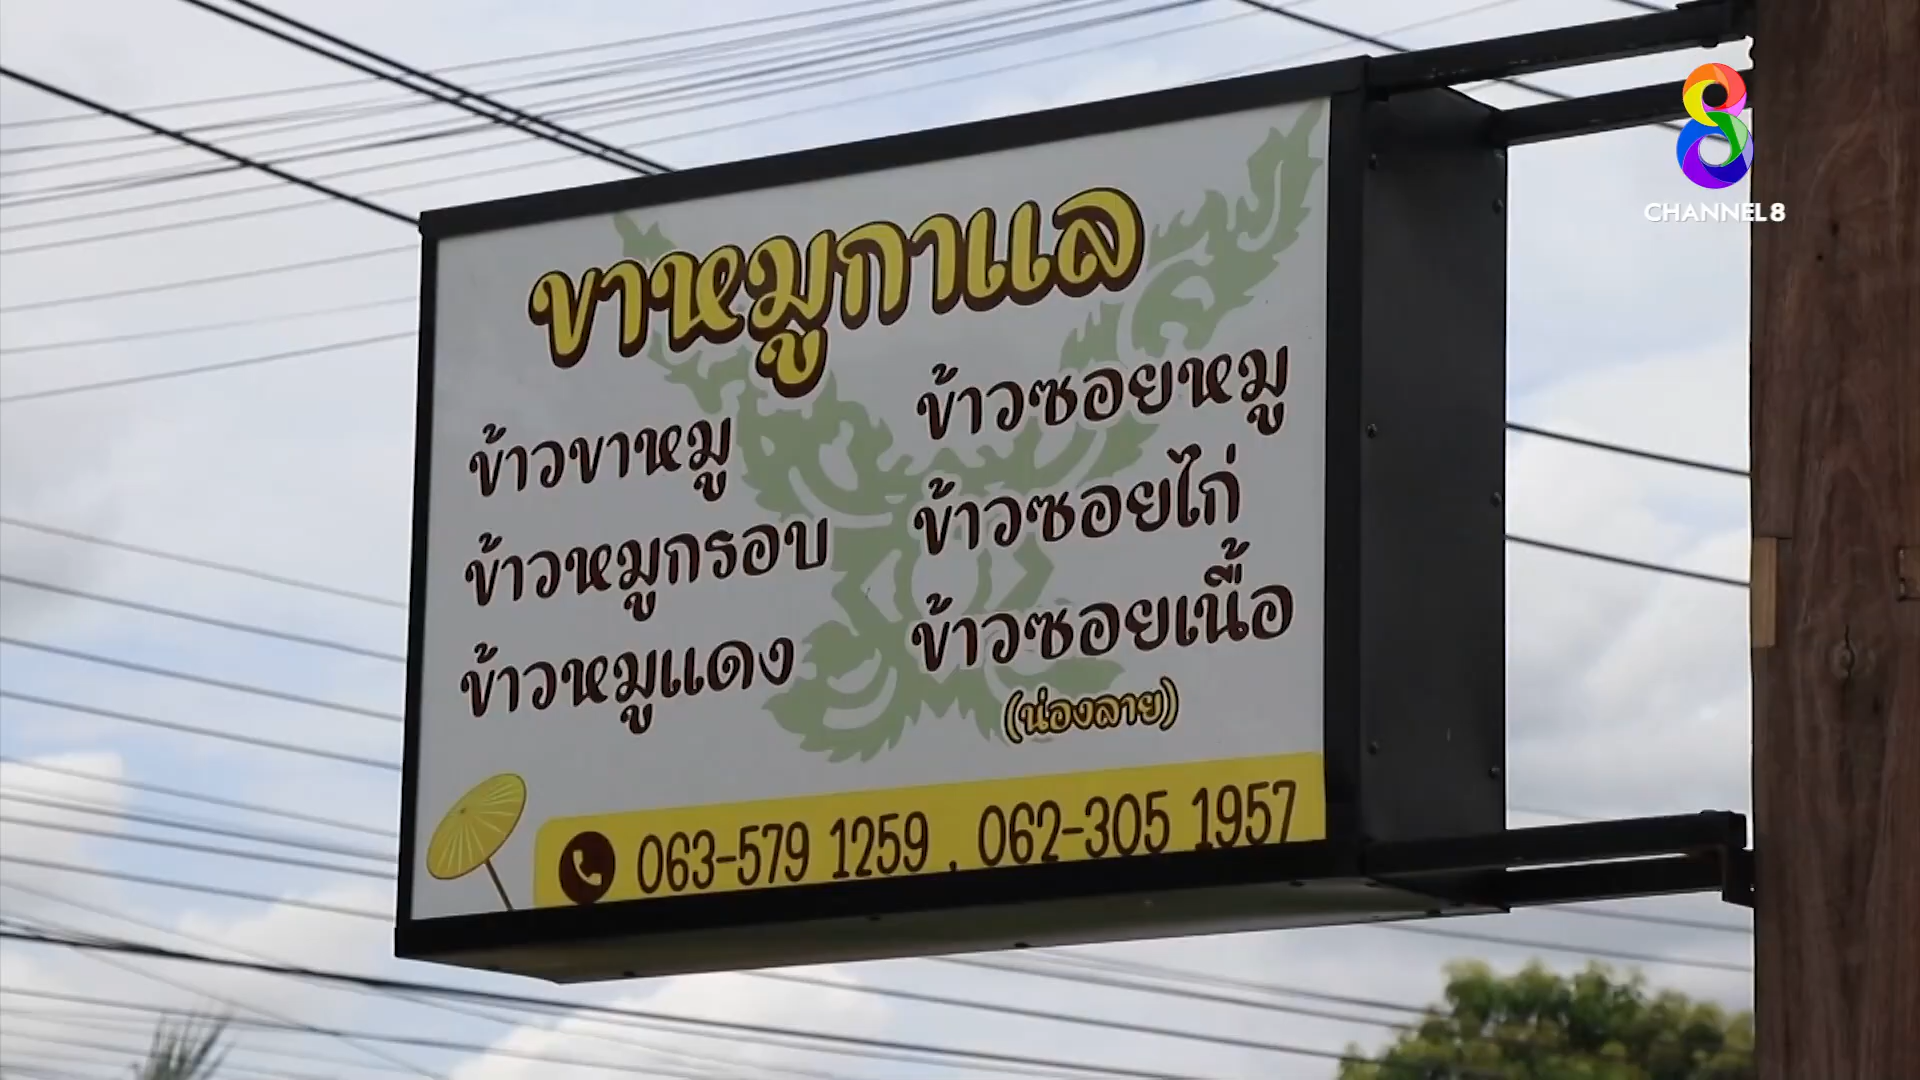 CHANNEL 8
ขาหมูกาแล
ข้าวขาหมู
ข้าวหมูกรอบ
ข้าวหมูแดง
ข้าวซอยหมู
ข้าวซอยไก่
ข้าวซอยเนื้อ
(น่องลาย)
063-579 1259 , 062-305 1957